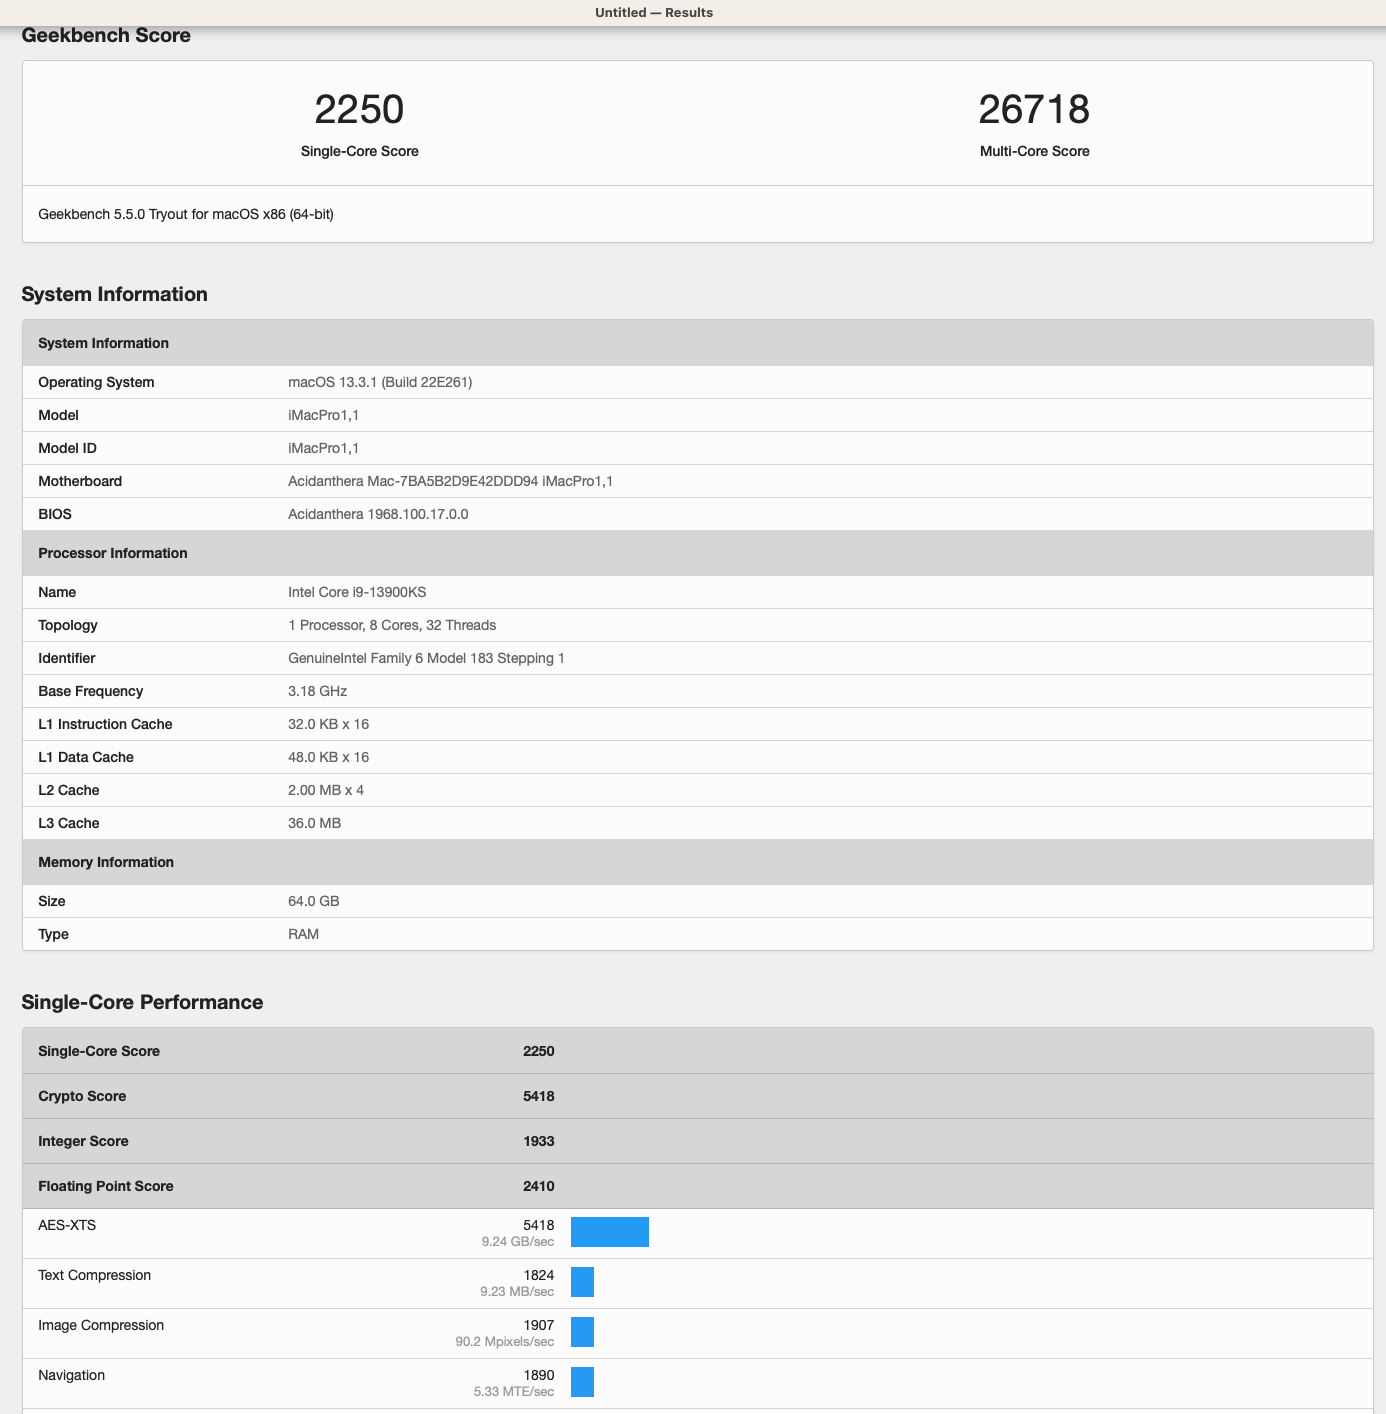 Untitled — Results
Geekbench Score
2250
Single-Core Score
26718
Multi-Core Score
Geekbench 5.5.0 Tryout for macOS x86 (64-bit)
System Information
System Information
Operating System macOS 13.3.1 (Build 22E261)
Model iMacPro1,1
Model ID iMacPro1,1
Motherboard Acidanthera Mac-7BA5B2D9E42DDD94 iMacPro1,1
BIOS Acidanthera 1968.100.17.0.0
Processor Information
Name Intel Core i9-13900KS
Topology 1 Processor, 8 Cores, 32 Threads
Identifier GenuineIntel Family 6 Model 183 Stepping 1
Base Frequency 3.18 GHz
L1 Instruction Cache 32.0 KB x 16
L1 Data Cache 48.0 KB x 16
L2 Cache 2.00 MB x 4
L3 Cache 36.0 MB
Memory Information
Size 64.0 GB
Type RAM
Single-Core Performance
Single-Core Score 2250
Crypto Score 5418
Integer Score 1933
Floating Point Score 2410
AES-XTS 5418
9.24 GB/sec
Text Compression 1824
9.23 MB/sec
Image Compression 1907
90.2 Mpixels/sec
Navigation 1890
5.33 MTE/sec